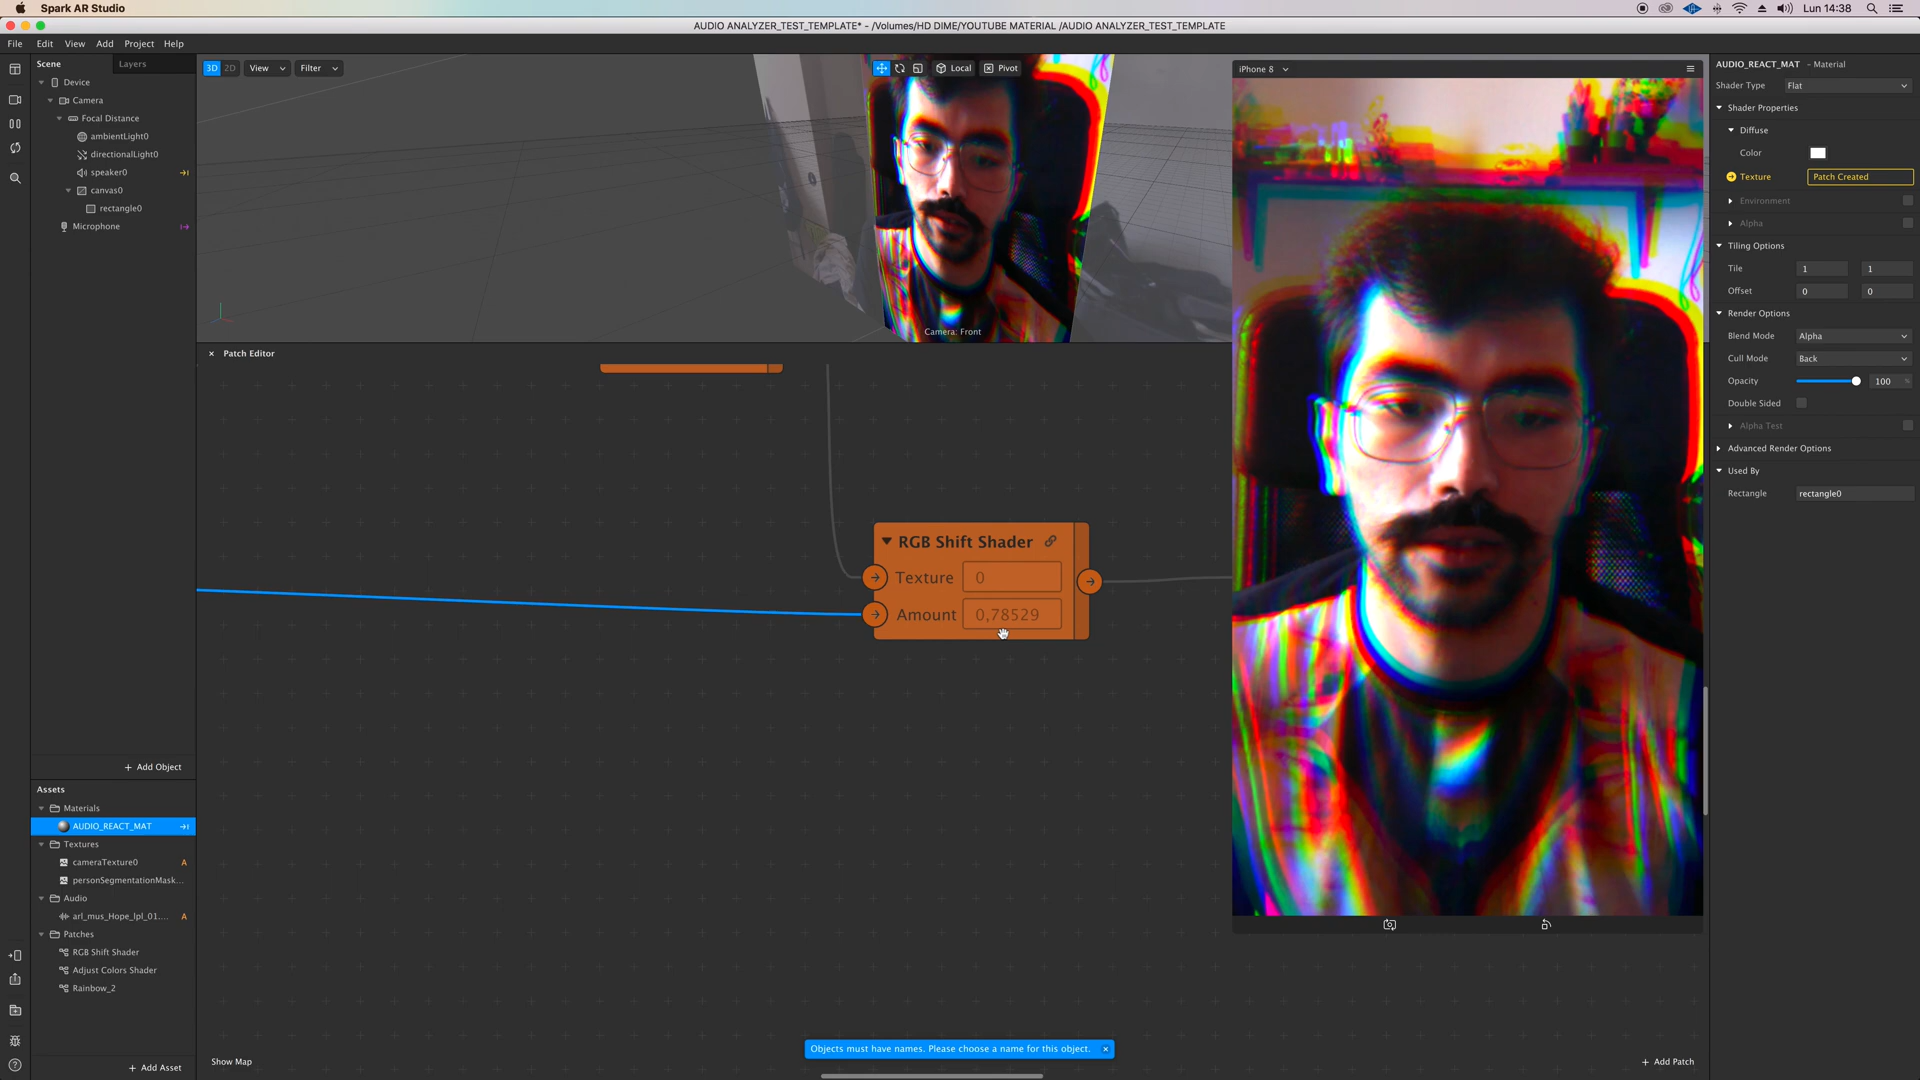 Spark AR Studio
Lun 14:38
AUDIO ANALYZER_TEST_TEMPLATE* - /Volumes/HD DIME/YOUTUBE MATERIAL /AUDIO ANALYZER_TEST_TEMPLATE
File Edit View Add Project Help
Scene Layers
Device
Camera
Focal Distance
ambientLight0
directionalLight0
speaker0
canvas0
rectangle0
Microphone
+ Add Object
Assets
Materials
AUDIO_REACT_MAT
Textures
cameraTexture0 A
personSegmentationMask...
Audio
arl_mus_Hope_lpl_01.... A
Patches
RGB Shift Shader
Adjust Colors Shader
Rainbow_2
+ Add Asset
3D 2D View Filter
Local Pivot
Camera: Front
Patch Editor
RGB Shift Shader
Texture 0
Amount 0,78529
Objects must have names. Please choose a name for this object.
Show Map
+ Add Patch
iPhone 8
AUDIO_REACT_MAT - Material
Shader Type Flat
Shader Properties
Diffuse
Color
Texture Patch Created
Environment
Alpha
Tiling Options
Tile 1 1
Offset 0 0
Render Options
Blend Mode Alpha
Cull Mode Back
Opacity 100 %
Double Sided
Alpha Test
Advanced Render Options
Used By
Rectangle rectangle0